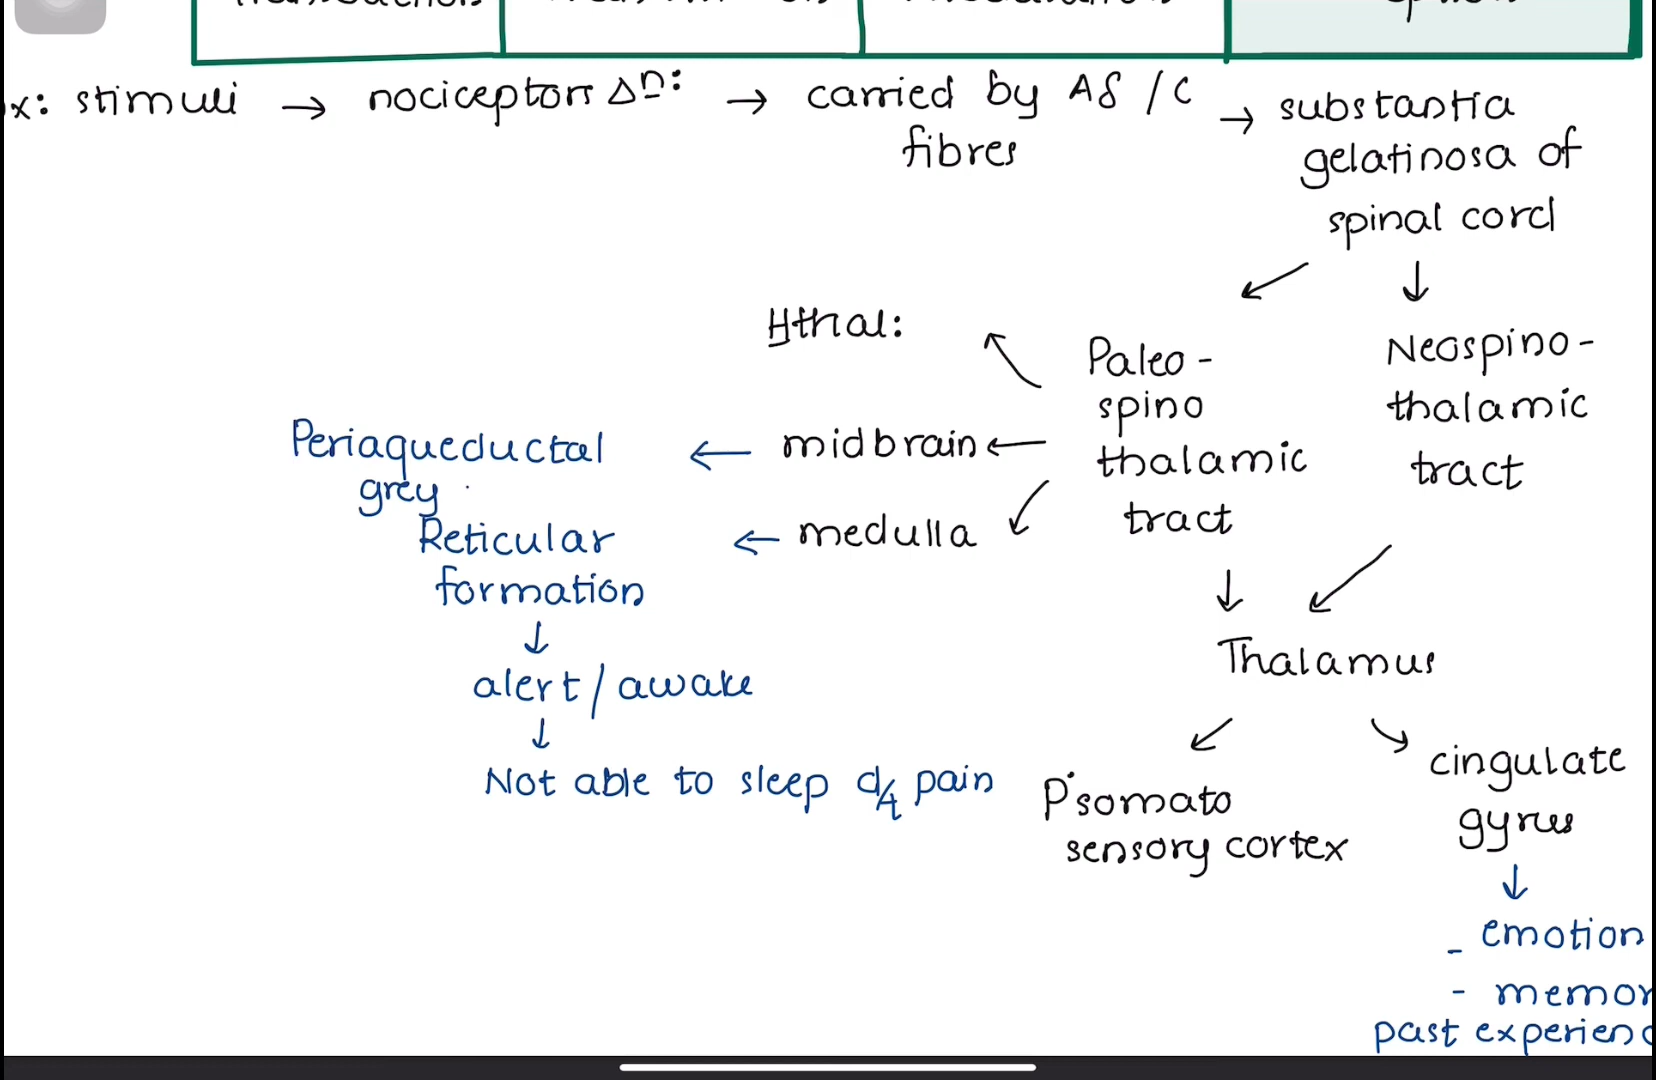 x: stimuli → nociceptors Δn: → carried by Aδ / C → substantia
fibres
gelatinosa of
spinal cord
Hthal:
Paleo-
spino
thalamic
tract
Neospino-
thalamic
tract
Periaqueductal ← midbrain ←
grey
Reticular ← medulla
formation
↓
alert/awake
↓
Not able to sleep d/t pain
Thalamus
P'somato
sensory cortex
cingulate
gyrus
↓
- emotion
- memor
past experienc